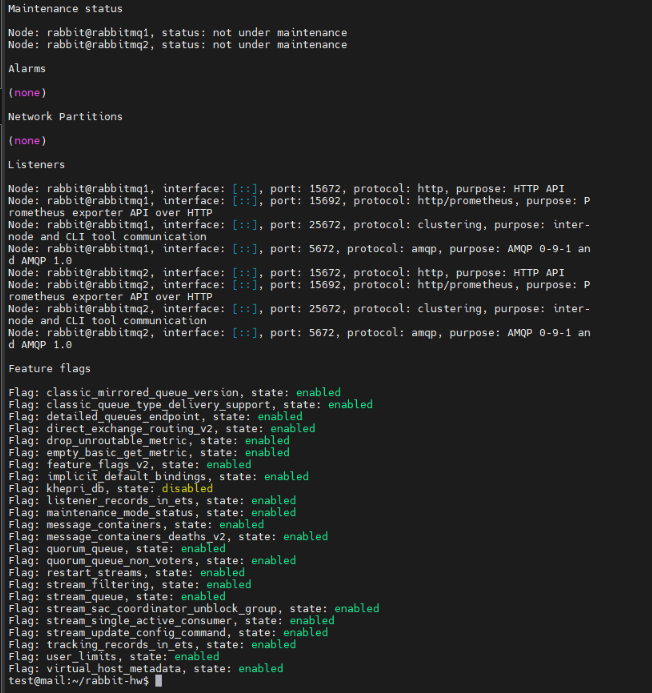 Maintenance status
Node: rabbit@rabbitmq1, status: not under maintenance
Node: rabbit@rabbitmq2, status: not under maintenance
Alarms
(none)
Network Partitions
(none)
Listeners
Node: rabbit@rabbitmq1, interface: [::], port: 15672, protocol: http, purpose: HTTP API
Node: rabbit@rabbitmq1, interface: [::], port: 15692, protocol: http/prometheus, purpose: P
rometheus exporter API over HTTP
Node: rabbit@rabbitmq1, interface: [::], port: 25672, protocol: clustering, purpose: inter-
node and CLI tool communication
Node: rabbit@rabbitmq1, interface: [::], port: 5672, protocol: amqp, purpose: AMQP 0-9-1 an
d AMQP 1.0
Node: rabbit@rabbitmq2, interface: [::], port: 15672, protocol: http, purpose: HTTP API
Node: rabbit@rabbitmq2, interface: [::], port: 15692, protocol: http/prometheus, purpose: P
rometheus exporter API over HTTP
Node: rabbit@rabbitmq2, interface: [::], port: 25672, protocol: clustering, purpose: inter-
node and CLI tool communication
Node: rabbit@rabbitmq2, interface: [::], port: 5672, protocol: amqp, purpose: AMQP 0-9-1 an
d AMQP 1.0
Feature flags
Flag: classic_mirrored_queue_version, state: enabled
Flag: classic_queue_type_delivery_support, state: enabled
Flag: detailed_queues_endpoint, state: enabled
Flag: direct_exchange_routing_v2, state: enabled
Flag: drop_unroutable_metric, state: enabled
Flag: empty_basic_get_metric, state: enabled
Flag: feature_flags_v2, state: enabled
Flag: implicit_default_bindings, state: enabled
Flag: khepri_db, state: disabled
Flag: listener_records_in_ets, state: enabled
Flag: maintenance_mode_status, state: enabled
Flag: message_containers, state: enabled
Flag: message_containers_deaths_v2, state: enabled
Flag: quorum_queue, state: enabled
Flag: quorum_queue_non_voters, state: enabled
Flag: restart_streams, state: enabled
Flag: stream_filtering, state: enabled
Flag: stream_queue, state: enabled
Flag: stream_sac_coordinator_unblock_group, state: enabled
Flag: stream_single_active_consumer, state: enabled
Flag: stream_update_config_command, state: enabled
Flag: tracking_records_in_ets, state: enabled
Flag: user_limits, state: enabled
Flag: virtual_host_metadata, state: enabled
test@mail:~/rabbit-hw$